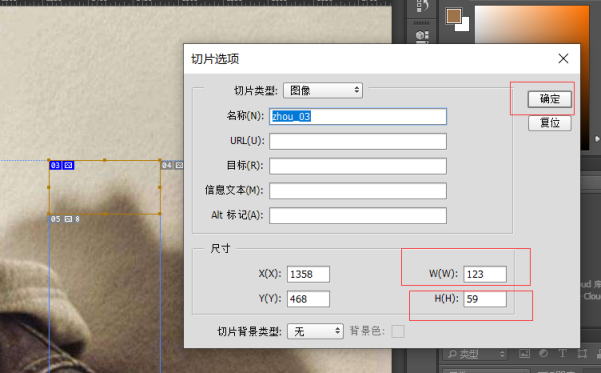 切片选项
切片类型: 图像
确定
名称(N): zhou_03
复位
URL(U):
目标(R):
03
04
信息文本(M):
Alt 标记(A):
05
尺寸
X(X): 1358
W(W): 123
Y(Y): 468
H(H): 59
切片背景类型: 无
背景色:
类型